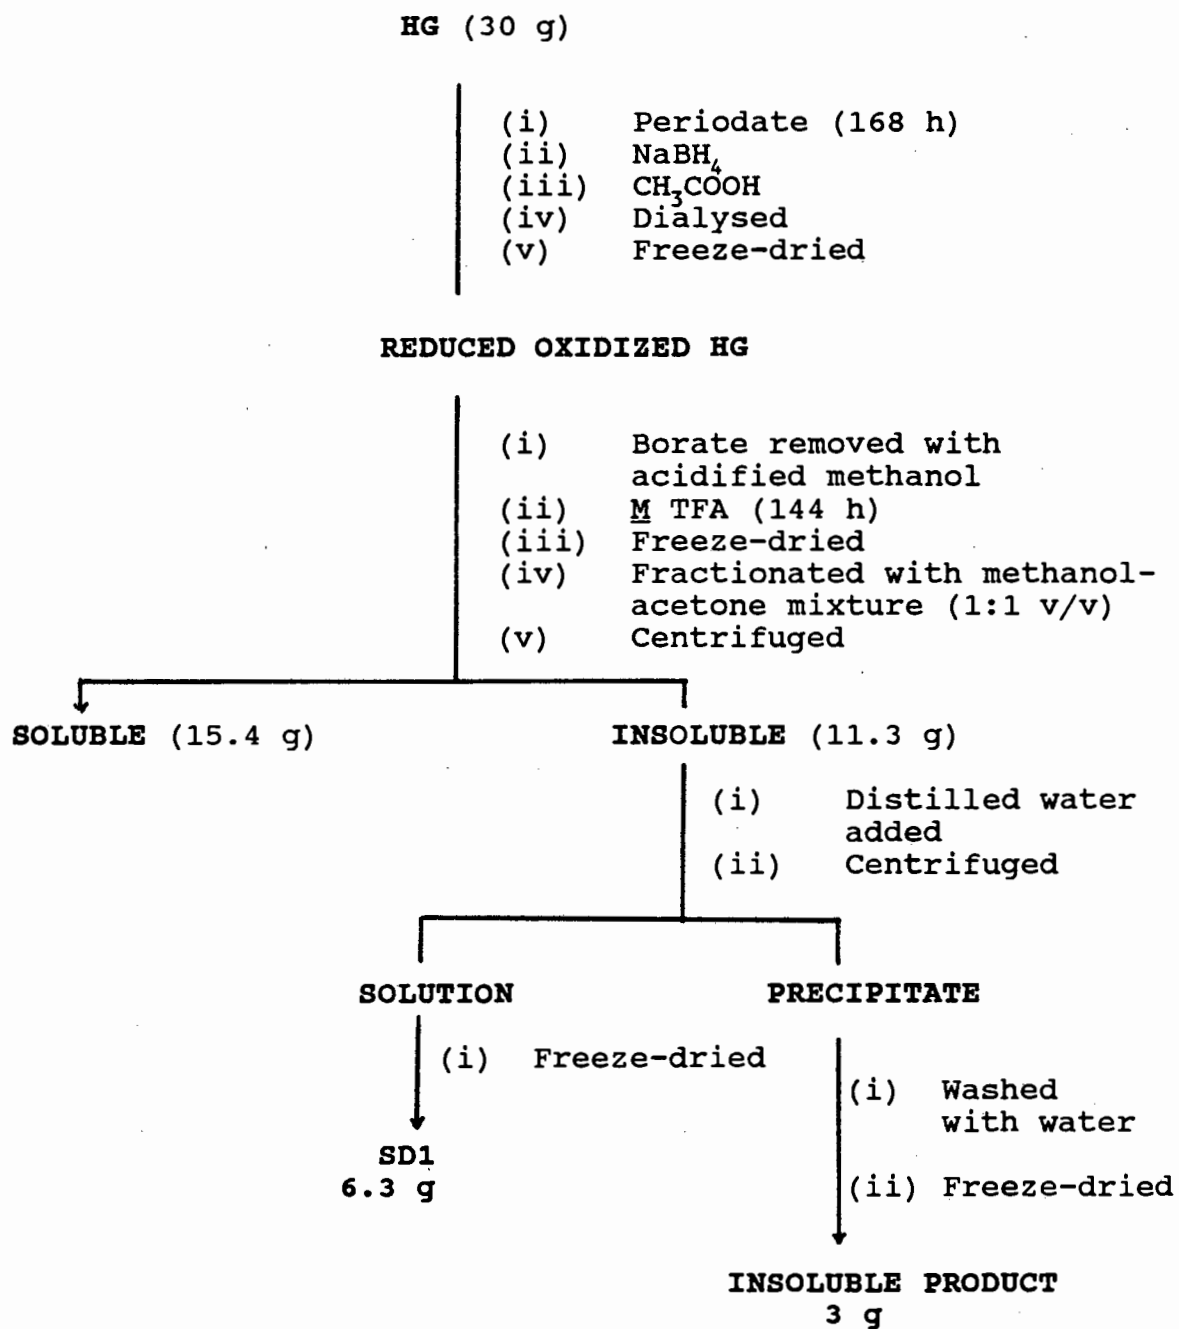 HG (30 g)
(i) Periodate (168 h)
(ii) NaBH₄
(iii) CH₃COOH
(iv) Dialysed
(v) Freeze-dried
REDUCED OXIDIZED HG
(i) Borate removed with
acidified methanol
(ii) M TFA (144 h)
(iii) Freeze-dried
(iv) Fractionated with methanol-
acetone mixture (1:1 v/v)
(v) Centrifuged
SOLUBLE (15.4 g) INSOLUBLE (11.3 g)
(i) Distilled water
added
(ii) Centrifuged
SOLUTION PRECIPITATE
(i) Freeze-dried
SD1
6.3 g
(i) Washed
with water
(ii) Freeze-dried
INSOLUBLE PRODUCT
3 g